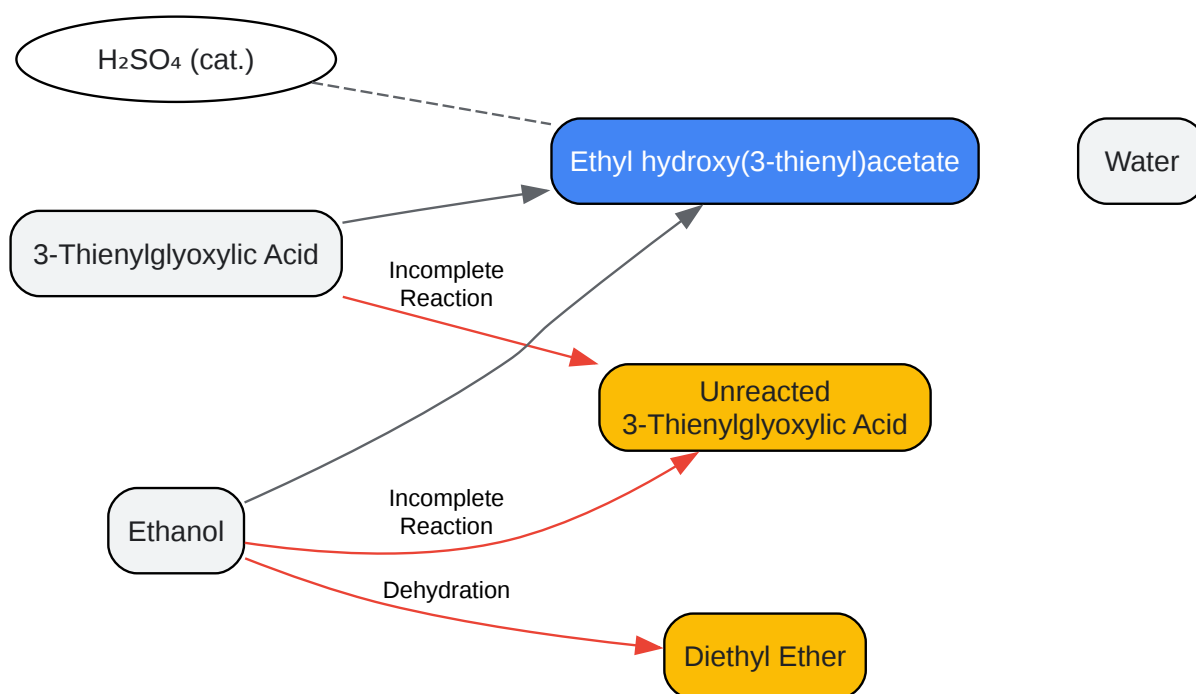 H₂SO₄ (cat.)
Ethyl hydroxy(3-thienyl)acetate
Water
3-Thienylglyoxylic Acid
Incomplete
Reaction
Unreacted
3-Thienylglyoxylic Acid
Incomplete
Reaction
Ethanol
Dehydration
Diethyl Ether